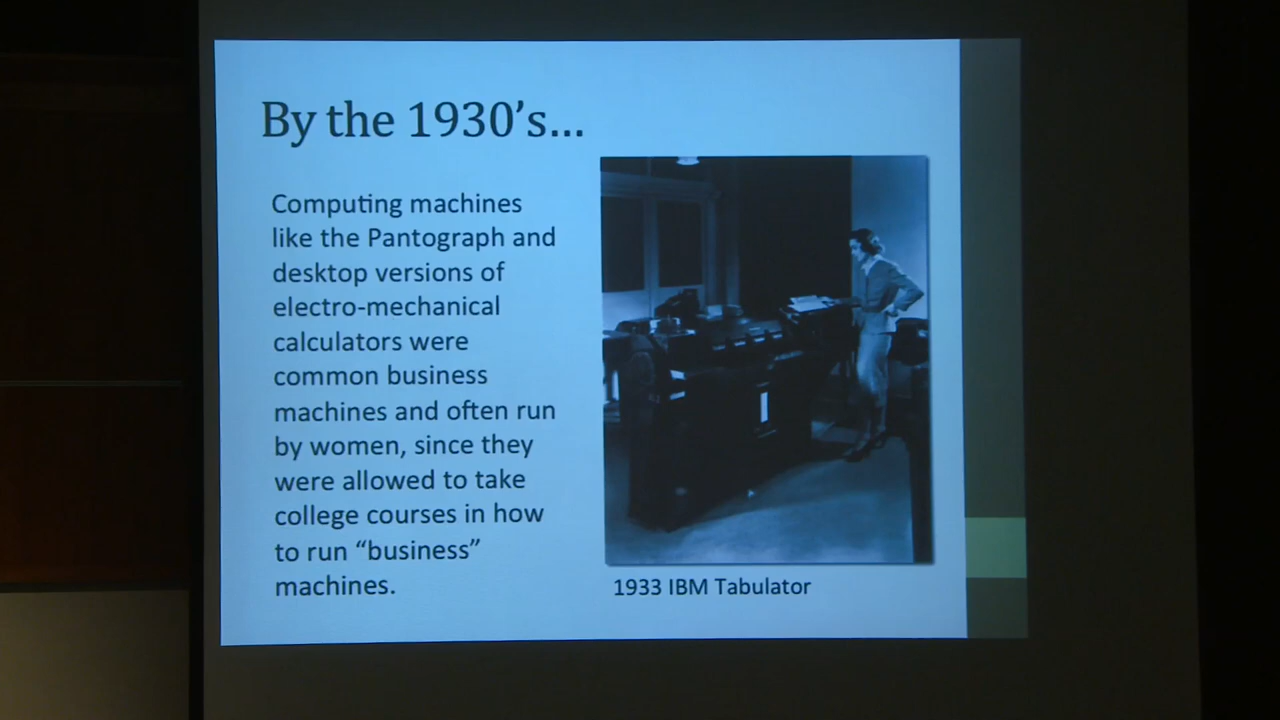 By the 1930's...
Computing machines
like the Pantograph and
desktop versions of
electro-mechanical
calculators were
common business
machines and often run
by women, since they
were allowed to take
college courses in how
to run “business”
machines.
1933 IBM Tabulator